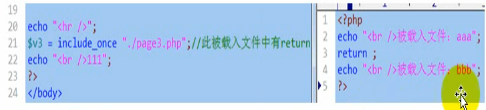 19
20 echo "<hr />";
21 $v3 = include_once "./page3.php";//此被载入文件中有return
22 echo "<br />111";
23 ?>
24 </body>
1 <?php
2 echo "<br />被载入文件：aaa";
3 return ;
4 echo "<br />被载入文件：bbb";
5 ?>